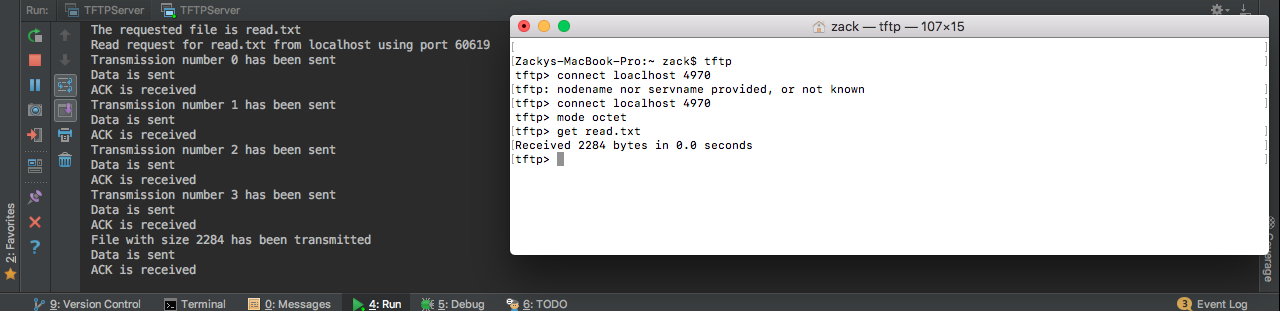 Run: TFTPServer TFTPServer
The requested file is read.txt
Read request for read.txt from localhost using port 60619
Transmission number 0 has been sent
Data is sent
ACK is received
Transmission number 1 has been sent
Data is sent
ACK is received
Transmission number 2 has been sent
Data is sent
ACK is received
Transmission number 3 has been sent
Data is sent
ACK is received
File with size 2284 has been transmitted
Data is sent
ACK is received
zack — tftp — 107×15
[ ]
[Zackys-MacBook-Pro:~ zack$ tftp ]
tftp> connect loaclhost 4970
[tftp: nodename nor servname provided, or not known ]
[tftp> connect localhost 4970 ]
tftp> mode octet
[tftp> get read.txt ]
[Received 2284 bytes in 0.0 seconds ]
[tftp> ]
2: Favorites
Coverage
9: Version Control Terminal 0: Messages 4: Run 5: Debug 6: TODO 3 Event Log